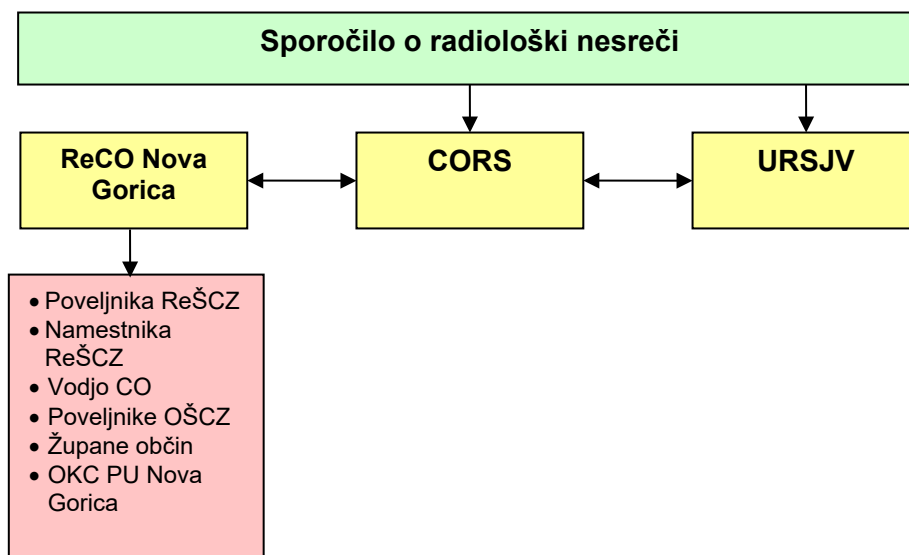 Sporočilo o radiološki nesreči
ReCO Nova
Gorica
CORS
URSJV
• Poveljnika ReŠCZ
• Namestnika
ReŠCZ
• Vodjo CO
• Poveljnike OŠCZ
• Župane občin
• OKC PU Nova
Gorica